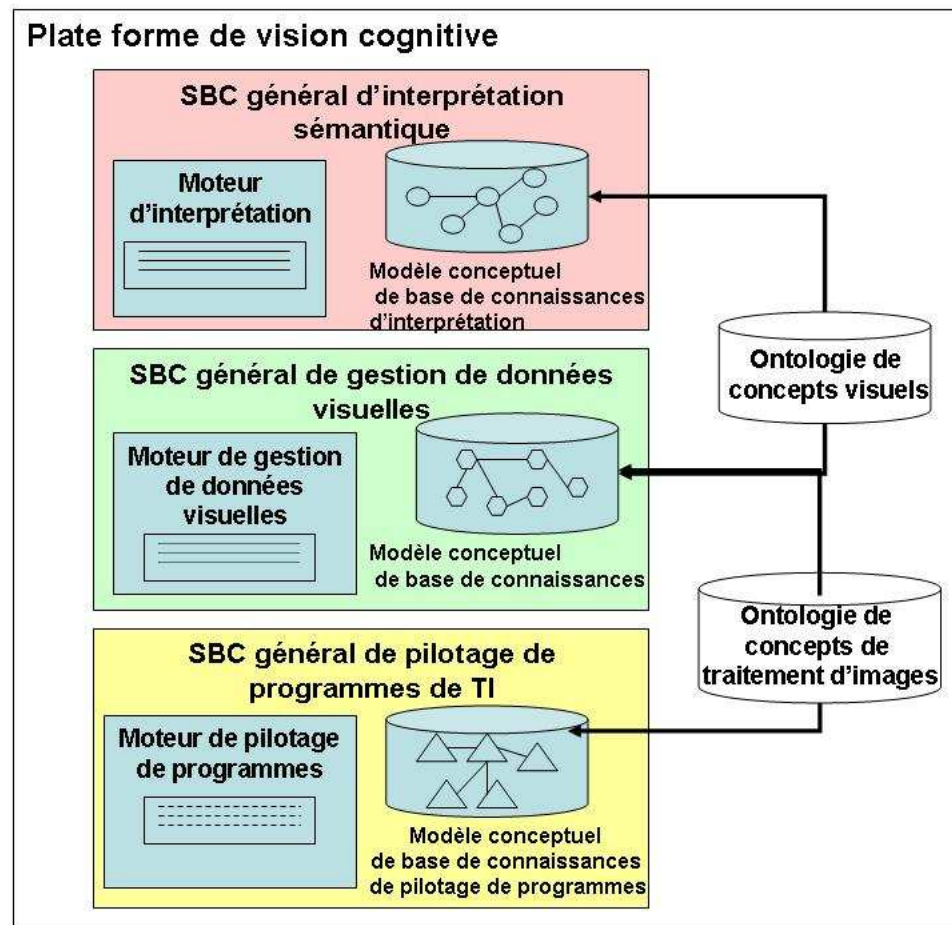 Plate forme de vision cognitive
SBC général d’interprétation
sémantique
Moteur
d’interprétation
Modèle conceptuel
de base de connaissances
d’interprétation
Ontologie de
concepts visuels
SBC général de gestion de données
visuelles
Moteur de gestion
de données
visuelles
Modèle conceptuel
de base de connaissances
Ontologie de
concepts de
traitement d’images
SBC général de pilotage de
programmes de TI
Moteur de pilotage
de programmes
Modèle conceptuel
de base de connaissances
de pilotage de programmes